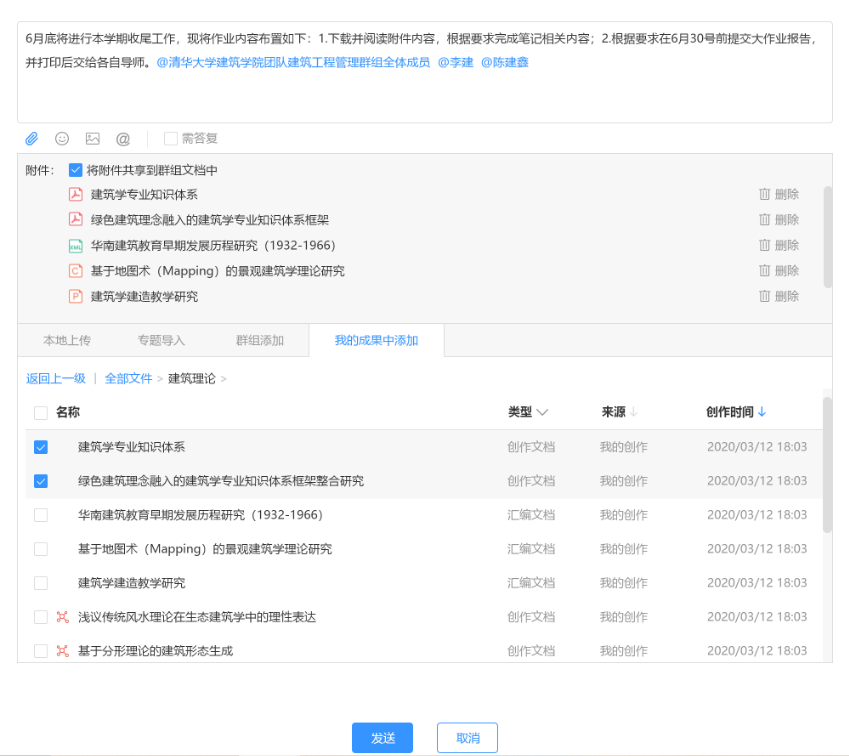 6月底将进行本学期收尾工作，现将作业内容布置如下：1.下载并阅读附件内容，根据要求完成笔记相关内容；2.根据要求在6月30号前提交大作业报告，
并打印后交给各自导师。@清华大学建筑学院团队建筑工程管理群组全体成员 @李建 @陈建鑫
@ 需答复
附件： 将附件共享到群组文档中
建筑学专业知识体系 删除
绿色建筑理念融入的建筑学专业知识体系框架 删除
XML 华南建筑教育早期发展历程研究（1932-1966） 删除
C 基于地图术（Mapping）的景观建筑学理论研究 删除
P 建筑学建造教学研究 删除
本地上传 专题导入 群组添加 我的成果中添加
返回上一级 | 全部文件 > 建筑理论 >
名称 类型 来源 ↓ 创作时间 ↓
建筑学专业知识体系 创作文档 我的创作 2020/03/12 18:03
绿色建筑理念融入的建筑学专业知识体系框架整合研究 创作文档 我的创作 2020/03/12 18:03
华南建筑教育早期发展历程研究（1932-1966） 汇编文档 我的创作 2020/03/12 18:03
基于地图术（Mapping）的景观建筑学理论研究 汇编文档 我的创作 2020/03/12 18:03
建筑学建造教学研究 汇编文档 我的创作 2020/03/12 18:03
浅议传统风水理论在生态建筑学中的理性表达 创作文档 我的创作 2020/03/12 18:03
基于分形理论的建筑形态生成 创作文档 我的创作 2020/03/12 18:03
发送 取消